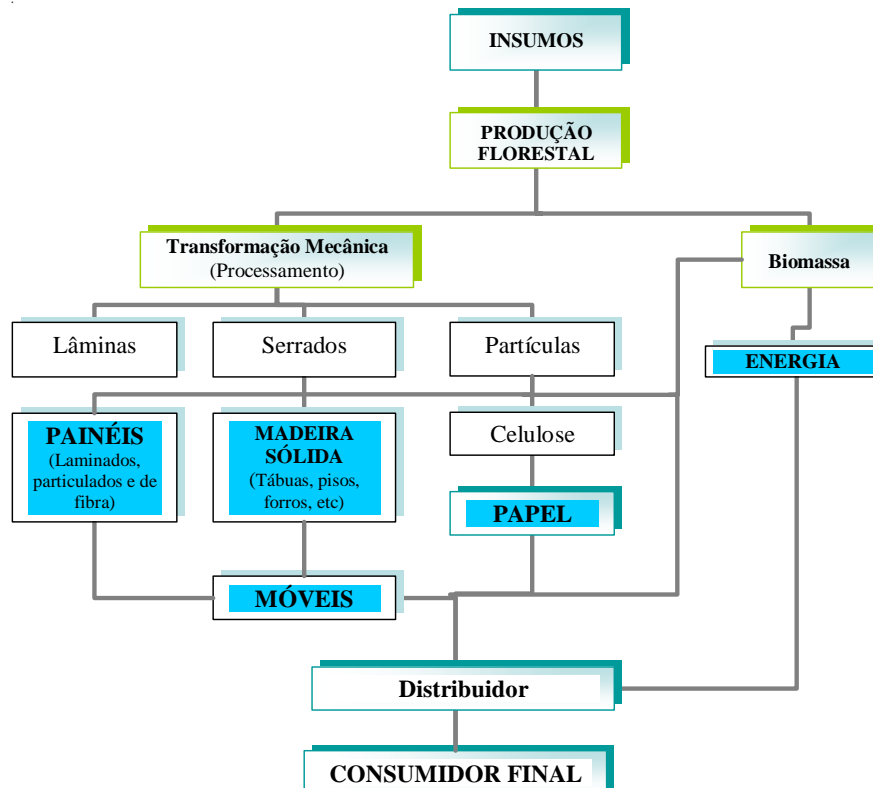 INSUMOS
PRODUÇÃO
FLORESTAL
Transformação Mecânica
(Processamento)
Biomassa
Lâminas
Serrados
Partículas
ENERGIA
PAINÉIS
(Laminados,
particulados e de
fibra)
MADEIRA
SÓLIDA
(Tábuas, pisos,
forros, etc)
Celulose
PAPEL
MÓVEIS
Distribuidor
CONSUMIDOR FINAL